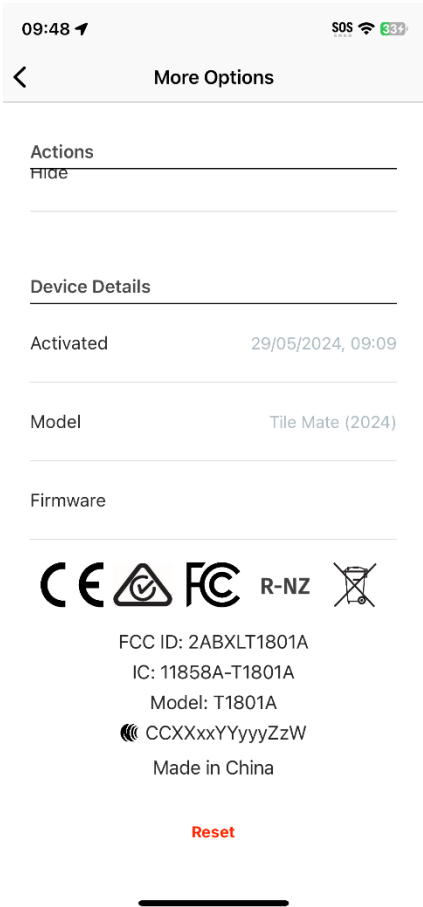 09:48
SOS
33
More Options
Actions
Hide
Device Details
Activated 29/05/2024, 09:09
Model Tile Mate (2024)
Firmware
CE FC R-NZ
FCC ID: 2ABXLT1801A
IC: 11858A-T1801A
Model: T1801A
CCXXxxYYyyyZzW
Made in China
Reset